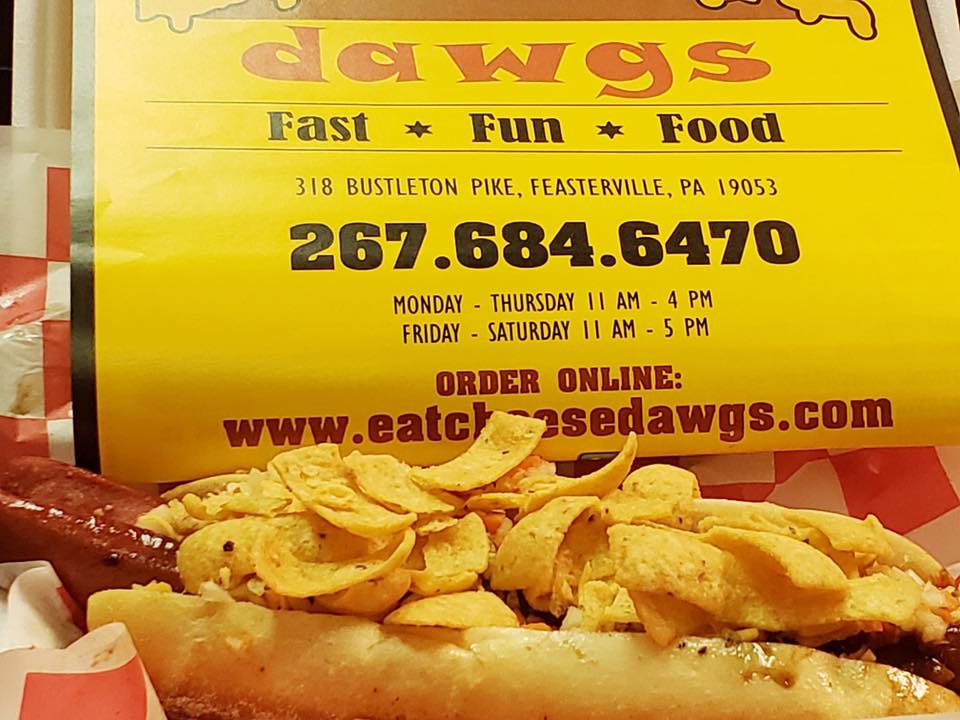 dawgs
Fast ★ Fun ★ Food
318 BUSTLETON PIKE, FEASTERVILLE, PA 19053
267.684.6470
MONDAY - THURSDAY 11 AM - 4 PM
FRIDAY - SATURDAY 11 AM - 5 PM
ORDER ONLINE:
www.eatcheesedawgs.com